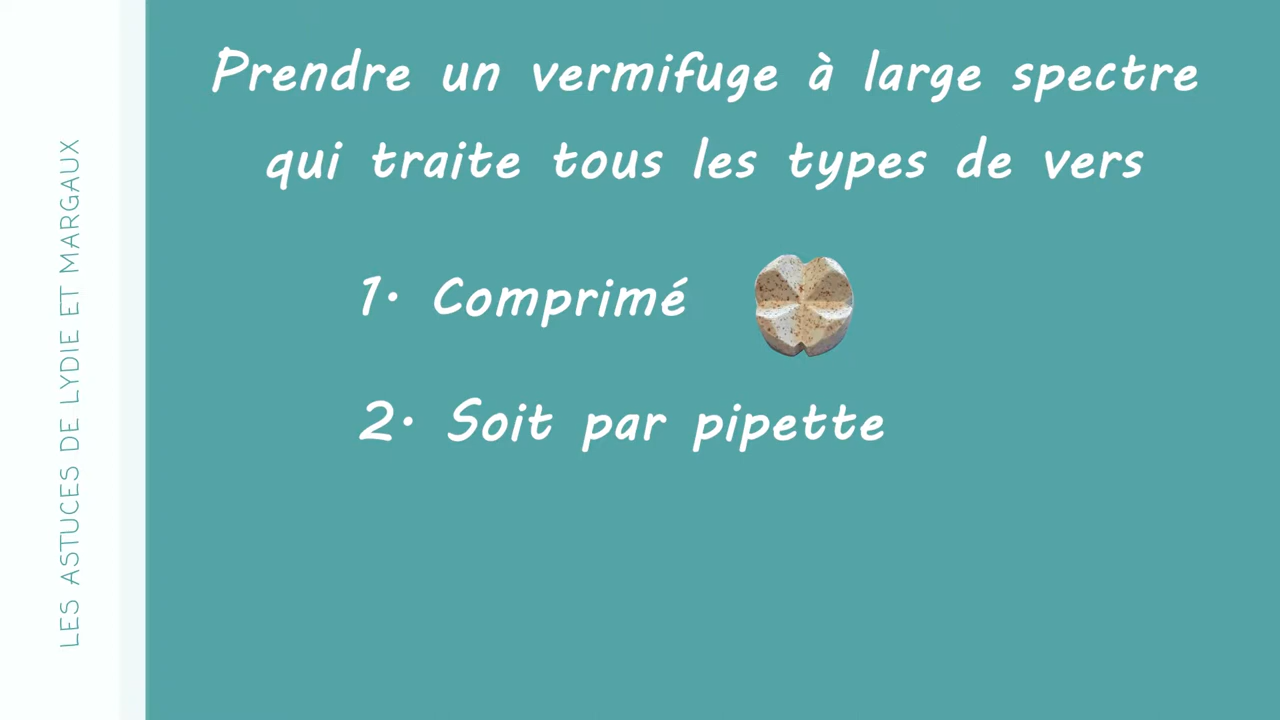 Prendre un vermifuge à large spectre
qui traite tous les types de vers
1. Comprimé
2. Soit par pipette
LES ASTUCES DE LYDIE ET MARGAUX